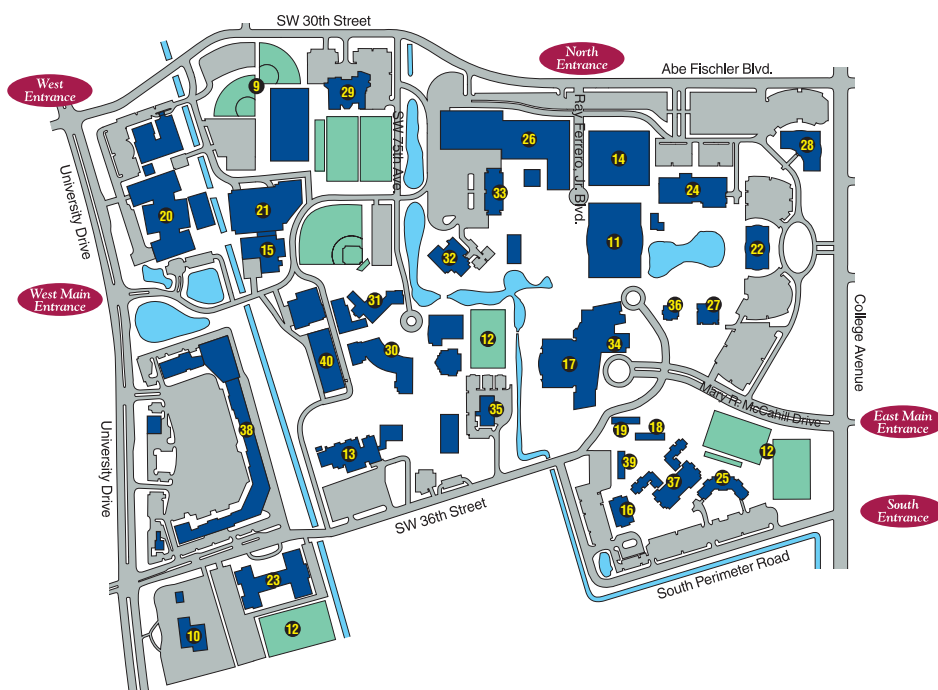 SW 30th Street
North
Entrance
Abe Fischler Blvd.
West
Entrance
9
29
SW 75th Ave.
Ray Ferrero, Jr. Blvd.
26
14
28
33
24
University Drive
20
21
15
11
22
32
West Main
Entrance
31
36
27
College Avenue
12
34
30
40
17
Mary R. McCahill Drive
35
East Main
Entrance
38
19
18
University Drive
13
39
12
37
25
16
South
Entrance
SW 36th Street
South Perimeter Road
23
10
12